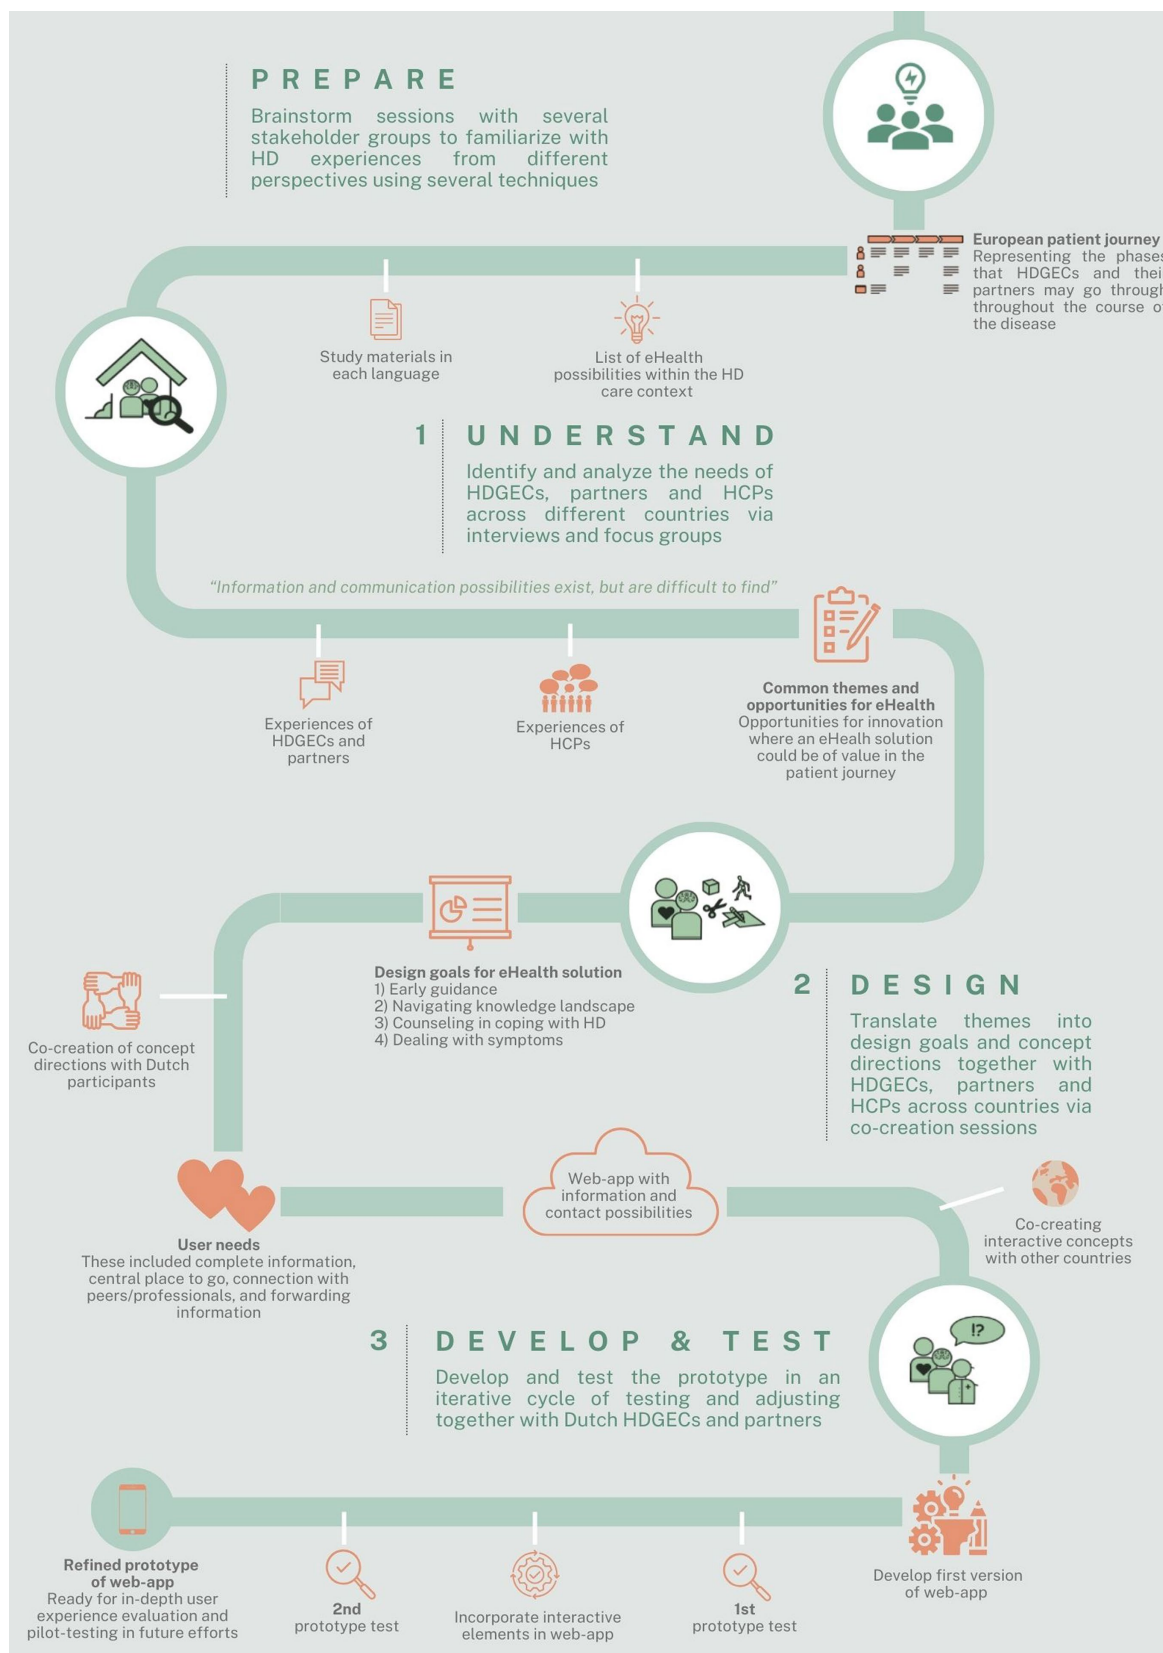 PREPARE
Brainstorm sessions with several
stakeholder groups to familiarize with
HD experiences from different
perspectives using several techniques
European patient journey
Representing the phases
that HDGECs and thei
partners may go through
throughout the course o
the disease
Study materials in
each language
List of eHealth
possibilities within the HD
care context
1 UNDERSTAND
Identify and analyze the needs of
HDGECs, partners and HCPs
across different countries via
interviews and focus groups
“Information and communication possibilities exist, but are difficult to find”
Experiences of
HDGECs and
partners
Experiences of
HCPs
Common themes and
opportunities for eHealth
Opportunities for innovation
where an eHealh solution
could be of value in the
patient journey
Design goals for eHealth solution
1) Early guidance
2) Navigating knowledge landscape
3) Counseling in coping with HD
4) Dealing with symptoms
2 DESIGN
Translate themes into
design goals and concept
directions together with
HDGECs, partners and
HCPs across countries via
co-creation sessions
Co-creation of concept
directions with Dutch
participants
User needs
These included complete information,
central place to go, connection with
peers/professionals, and forwarding
information
Web-app with
information and
contact possibilities
Co-creating
interactive concepts
with other countries
3 DEVELOP & TEST
Develop and test the prototype in an
iterative cycle of testing and adjusting
together with Dutch HDGECs and partners
!?
Develop first version
of web-app
1st
prototype test
Incorporate interactive
elements in web-app
2nd
prototype test
Refined prototype
of web-app
Ready for in-depth user
experience evaluation and
pilot-testing in future efforts